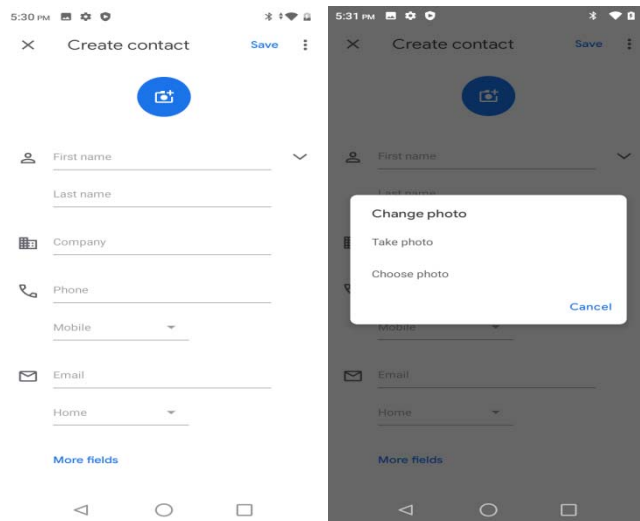 5:30 PM
Create contact
Save
First name
Last name
Company
Phone
Mobile
Email
Home
More fields
5:31 PM
Create contact
Save
First name
Last name
Change photo
Take photo
Choose photo
Cancel
Mobile
Email
Home
More fields